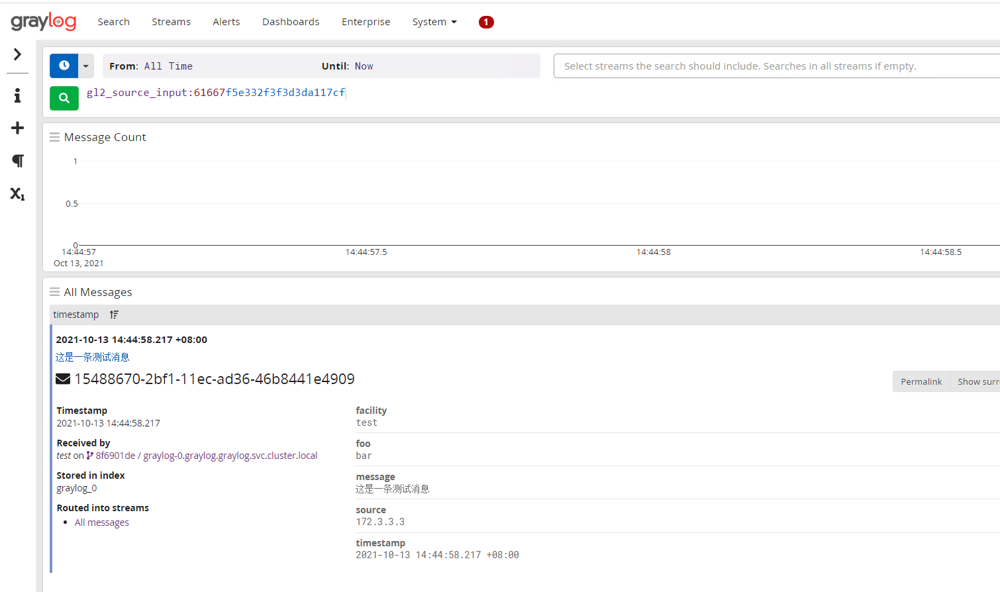 graylog Search Streams Alerts Dashboards Enterprise System 1
From: All Time Until: Now Select streams the search should include. Searches in all streams if empty.
gl2_source_input:61667f5e332f3f3d3da117cf
Message Count
1
0.5
0
14:44:57 14:44:57.5 14:44:58 14:44:58.5
Oct 13, 2021
All Messages
timestamp
2021-10-13 14:44:58.217 +08:00
这是一条测试消息
15488670-2bf1-11ec-ad36-46b8441e4909
Permalink Show surr
Timestamp
2021-10-13 14:44:58.217
Received by
test on 8f6901de / graylog-0.graylog.graylog.svc.cluster.local
Stored in index
graylog_0
Routed into streams
All messages
facility
test
foo
bar
message
这是一条测试消息
source
172.3.3.3
timestamp
2021-10-13 14:44:58.217 +08:00